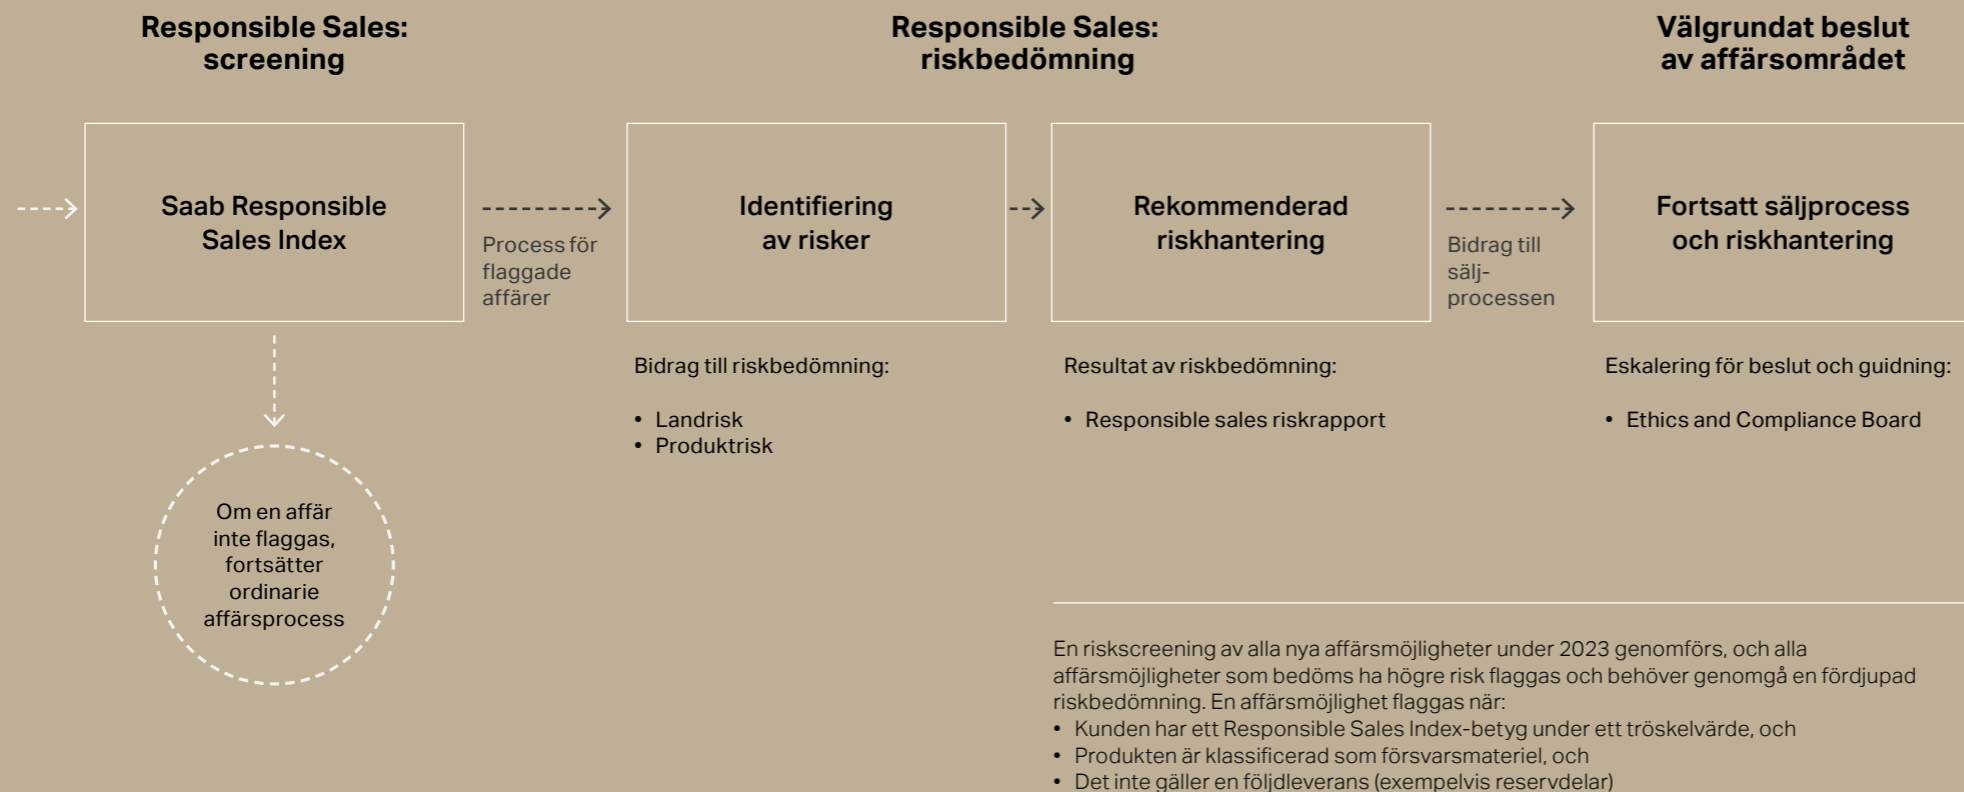 Responsible Sales:
screening
Responsible Sales:
riskbedömning
Välgrundat beslut
av affärsområdet
Saab Responsible
Sales Index
Process för
flaggade
affärer
Identifiering
av risker
Rekommenderad
riskhantering
Bidrag till
sälj-
processen
Fortsatt säljprocess
och riskhantering
Om en affär
inte flaggas,
fortsätter
ordinarie
affärsprocess
Bidrag till riskbedömning:
• Landrisk
• Produktrisk
Resultat av riskbedömning:
• Responsible sales riskrapport
Eskalering för beslut och guidning:
• Ethics and Compliance Board
En riskscreening av alla nya affärsmöjligheter under 2023 genomförs, och alla
affärsmöjligheter som bedöms ha högre risk flaggas och behöver genomgå en fördjupad
riskbedömning. En affärsmöjlighet flaggas när:
• Kunden har ett Responsible Sales Index-betyg under ett tröskelvärde, och
• Produkten är klassificerad som försvarsmateriel, och
• Det inte gäller en följdleverans (exempelvis reservdelar)